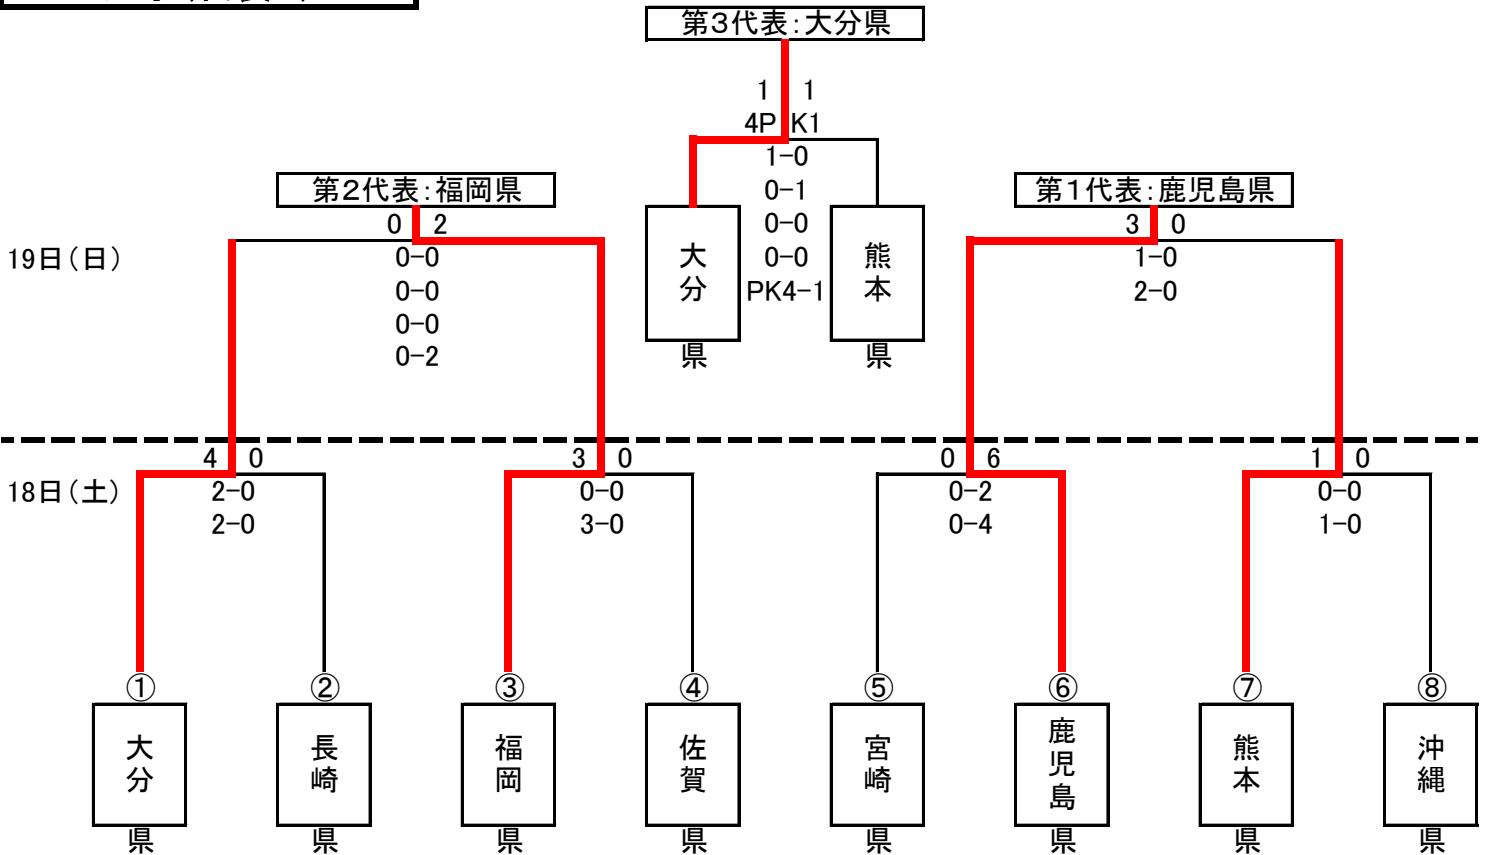 第3代表:大分県
1 1
4P K1
1-0
0-1
0-0
0-0
PK4-1
大分県
熊本県
第2代表:福岡県
0 2
0-0
0-0
0-0
0-2
第1代表:鹿児島県
3 0
1-0
2-0
19日(日)
18日(土)
4 0
2-0
2-0
3 0
0-0
3-0
0 6
0-2
0-4
1 0
0-0
1-0
① ② ③ ④ ⑤ ⑥ ⑦ ⑧
大分県
長崎県
福岡県
佐賀県
宮崎県
鹿児島県
熊本県
沖縄県